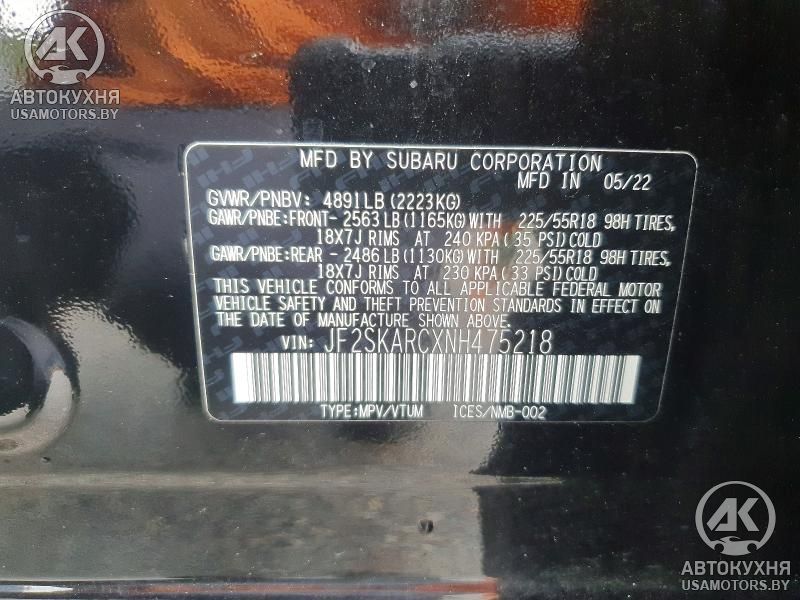 АК
АВТОКУХНЯ
USAMOTORS.BY
MFD BY SUBARU CORPORATION
MFD IN 05/22
GVWR/PNBV: 4891LB (2223KG)
GAWR/PNBE:FRONT- 2563LB(1165KG)WITH 225/55R18 98H TIRES,
18X7J RIMS AT 240 KPA(35 PSI)COLD
GAWR/PNBE:REAR -2486LB(1130KG)WITH 225/55R18 98H TIRES,
18X7J RIMS AT 230 KPA(33 PSI)COLD
THIS VEHICLE CONFORMS TO ALL APPLICABLE FEDERAL MOTOR
VEHICLE SAFETY AND THEFT PREVENTION STANDARDS IN EFFECT ON
THE DATE OF MANUFACTURE SHOWN ABOVE.
VIN: JF2SKARCXNH475218
TYPE:MPV/VTUM ICES/NMB-002
АК
АВТОКУХНЯ
USAMOTORS.BY